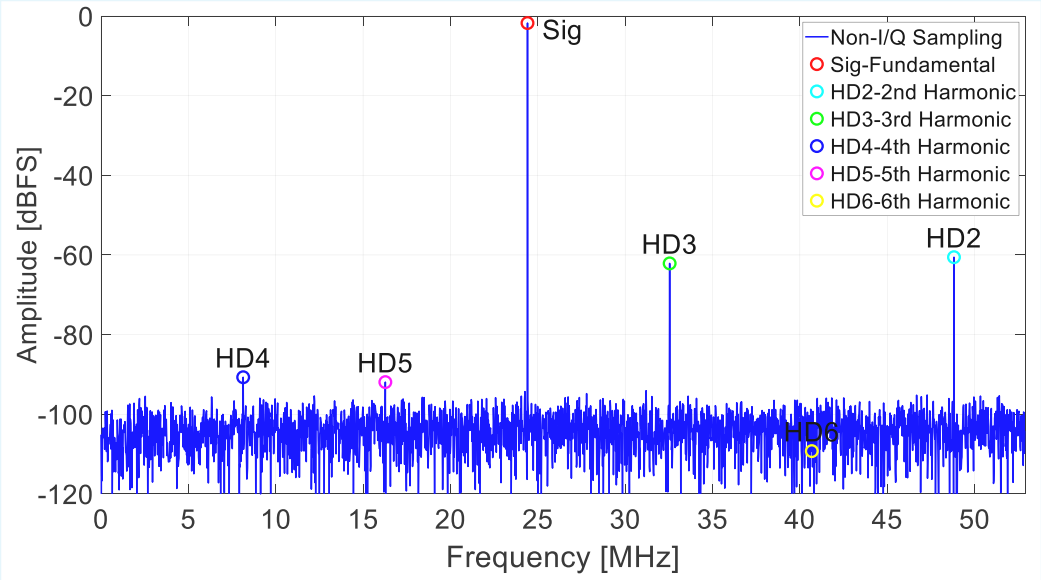 Sig
HD2
HD3
HD4
HD5
HD6
Non-I/Q Sampling
Sig-Fundamental
HD2-2nd Harmonic
HD3-3rd Harmonic
HD4-4th Harmonic
HD5-5th Harmonic
HD6-6th Harmonic
Amplitude [dBFS]
0
-20
-40
-60
-80
-100
-120
0 5 10 15 20 25 30 35 40 45 50
Frequency [MHz]